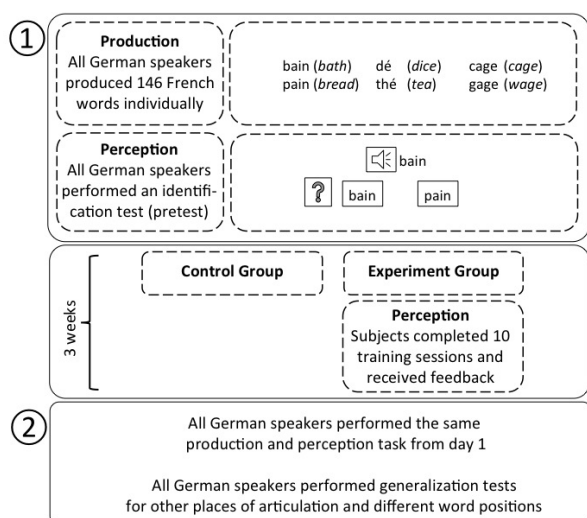 1
Production
All German speakers
produced 146 French
words individually
bain (bath) dé (dice) cage (cage)
pain (bread) thé (tea) gage (wage)
Perception
All German speakers
performed an identifi-
cation test (pretest)
bain
? bain pain
3 weeks
Control Group
Experiment Group
Perception
Subjects completed 10
training sessions and
received feedback
2
All German speakers performed the same
production and perception task from day 1
All German speakers performed generalization tests
for other places of articulation and different word positions